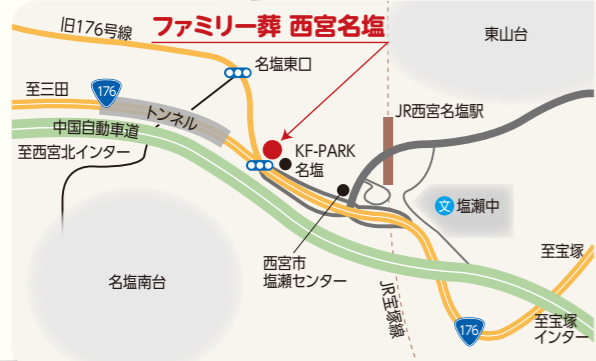 旧176号線
ファミリー葬 西宮名塩
東山台
名塩東口
至三田
176
トンネル
JR西宮名塩駅
中国自動車道
至西宮北インター
KF-PARK
名塩
文 塩瀬中
名塩南台
西宮市
塩瀬センター
至宝塚
JR宝塚線
176
至宝塚
インター